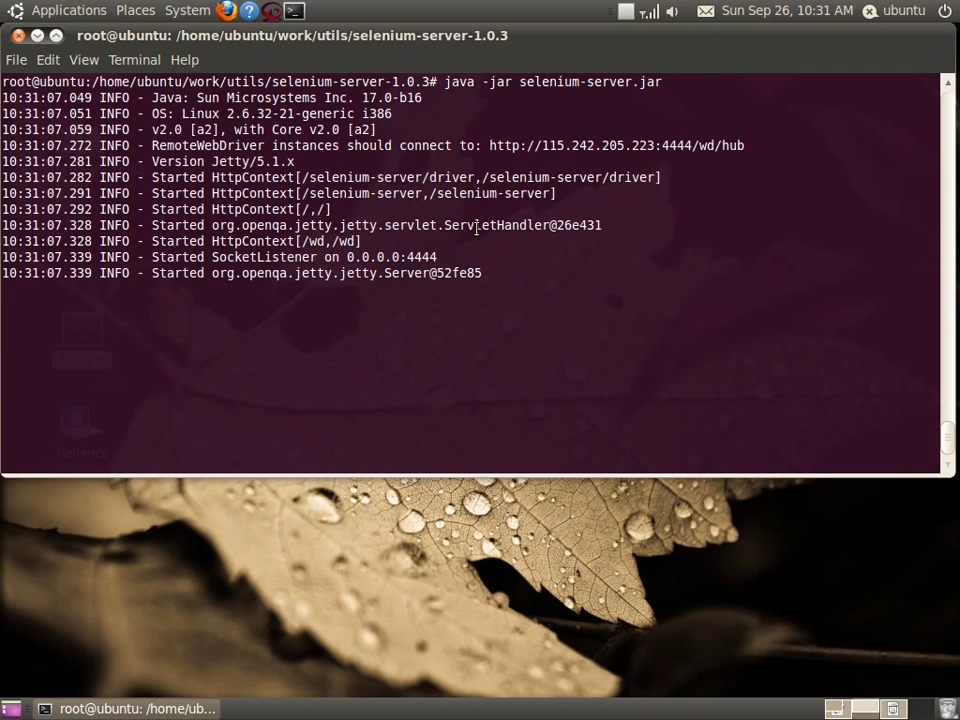 Applications Places System Sun Sep 26, 10:31 AM ubuntu
root@ubuntu: /home/ubuntu/work/utils/selenium-server-1.0.3
File Edit View Terminal Help
root@ubuntu:/home/ubuntu/work/utils/selenium-server-1.0.3# java -jar selenium-server.jar
10:31:07.049 INFO - Java: Sun Microsystems Inc. 17.0-b16
10:31:07.051 INFO - OS: Linux 2.6.32-21-generic i386
10:31:07.059 INFO - v2.0 [a2], with Core v2.0 [a2]
10:31:07.272 INFO - RemoteWebDriver instances should connect to: http://115.242.205.223:4444/wd/hub
10:31:07.281 INFO - Version Jetty/5.1.x
10:31:07.282 INFO - Started HttpContext[/selenium-server/driver,/selenium-server/driver]
10:31:07.291 INFO - Started HttpContext[/selenium-server,/selenium-server]
10:31:07.292 INFO - Started HttpContext[/,/]
10:31:07.328 INFO - Started org.openqa.jetty.jetty.servlet.ServletHandler@26e431
10:31:07.328 INFO - Started HttpContext[/wd,/wd]
10:31:07.339 INFO - Started SocketListener on 0.0.0.0:4444
10:31:07.339 INFO - Started org.openqa.jetty.jetty.Server@52fe85
root@ubuntu: /home/ub...